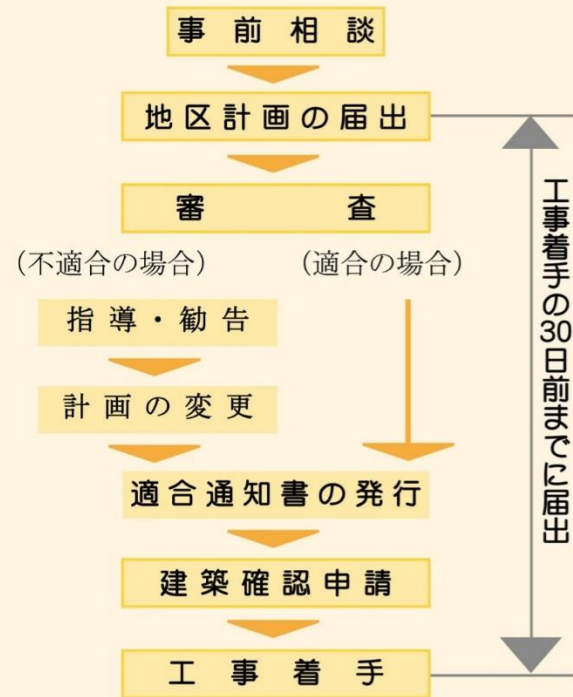 事前相談
地区計画の届出
審査
（不適合の場合）
（適合の場合）
指導・勧告
計画の変更
適合通知書の発行
建築確認申請
工事着手
工事着手の30日前までに届出